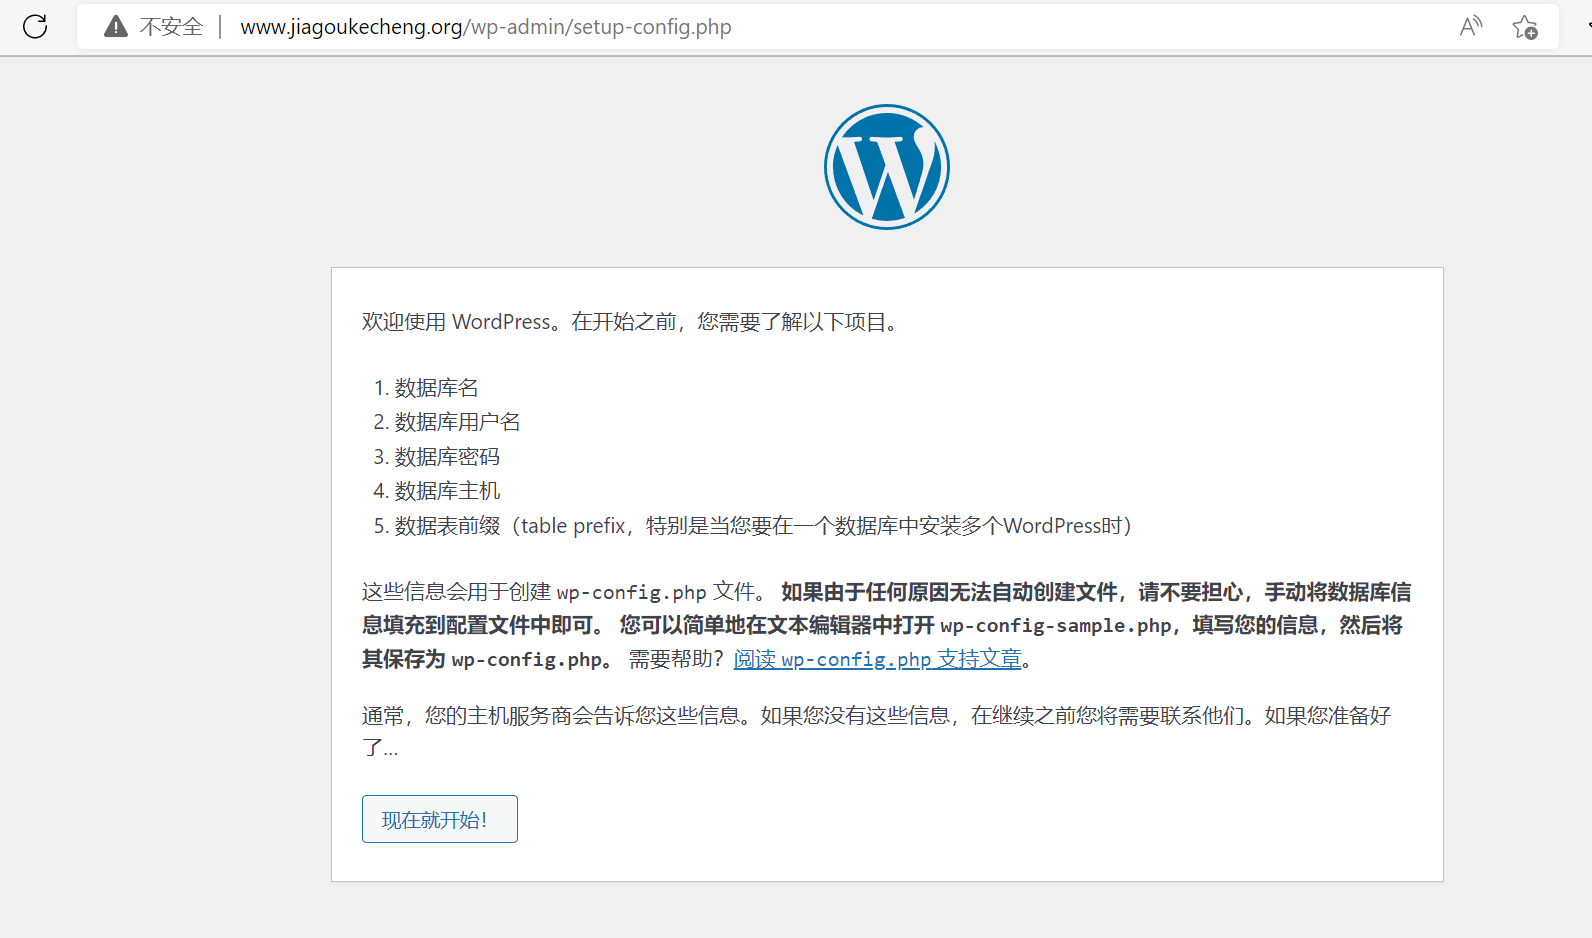 不安全 | www.jiagoukecheng.org/wp-admin/setup-config.php
欢迎使用 WordPress。在开始之前，您需要了解以下项目。
1. 数据库名
2. 数据库用户名
3. 数据库密码
4. 数据库主机
5. 数据表前缀（table prefix，特别是当您要在一个数据库中安装多个WordPress时）
这些信息会用于创建 wp-config.php 文件。 如果由于任何原因无法自动创建文件，请不要担心，手动将数据库信
息填充到配置文件中即可。 您可以简单地在文本编辑器中打开 wp-config-sample.php，填写您的信息，然后将
其保存为 wp-config.php。 需要帮助？阅读 wp-config.php 支持文章。
通常，您的主机服务商会告诉您这些信息。如果您没有这些信息，在继续之前您将需要联系他们。如果您准备好
了...
现在就开始！